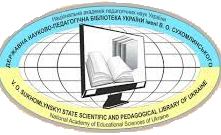 Національна академія педагогічних наук України
ДЕРЖАВНА НАУКОВО-ПЕДАГОГІЧНА БІБЛІОТЕКА УКРАЇНИ імені В. О. СУХОМЛИНСЬКОГО
V. O. SUKHOMLYNSKYI STATE SCIENTIFIC AND PEDAGOGICAL LIBRARY OF UKRAINE
National Academy of Educational Sciences of Ukraine